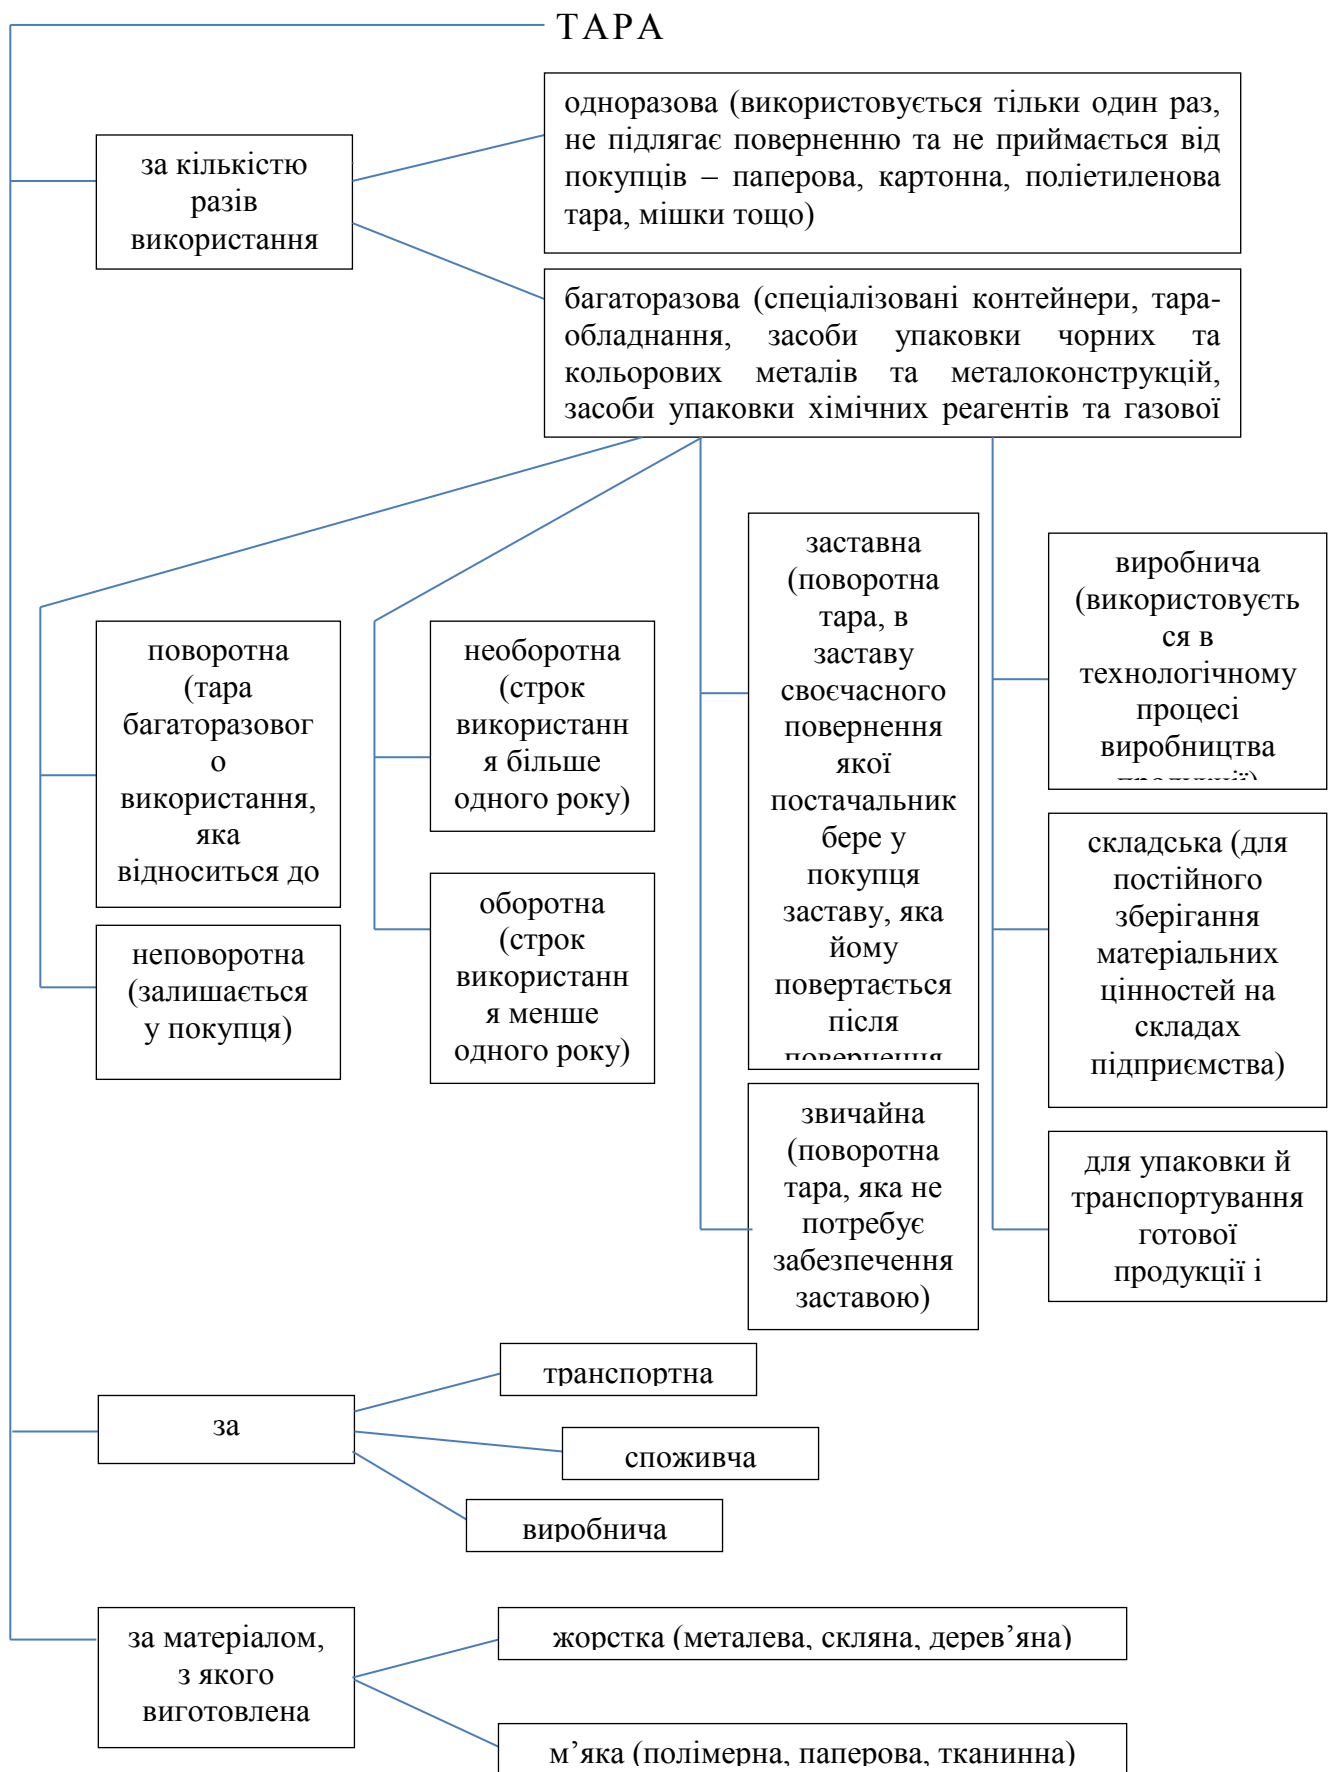 ТАРА
за кількістю
разів
використання
одноразова (використовується тільки один раз,
не підлягає поверненню та не приймається від
покупців – паперова, картонна, поліетиленова
тара, мішки тощо)
багаторазова (спеціалізовані контейнери, тара-
обладнання, засоби упаковки чорних та
кольорових металів та металоконструкцій,
засоби упаковки хімічних реагентів та газової
поворотна
(тара
багаторазовог
о
використання,
яка
відноситься до
неповоротна
(залишається
у покупця)
необоротна
(строк
використанн
я більше
одного року)
оборотна
(строк
використанн
я менше
одного року)
заставна
(поворотна
тара, в
заставу
своєчасного
повернення
якої
постачальник
бере у
покупця
заставу, яка
йому
повертається
після
повернення
звичайна
(поворотна
тара, яка не
потребує
забезпечення
заставою)
виробнича
(використовуєть
ся в
технологічному
процесі
виробництва
продукції)
складська (для
постійного
зберігання
матеріальних
цінностей на
складах
підприємства)
для упаковки й
транспортування
готової
продукції і
за
транспортна
споживча
виробнича
за матеріалом,
з якого
виготовлена
жорстка (металева, скляна, дерев’яна)
м’яка (полімерна, паперова, тканинна)